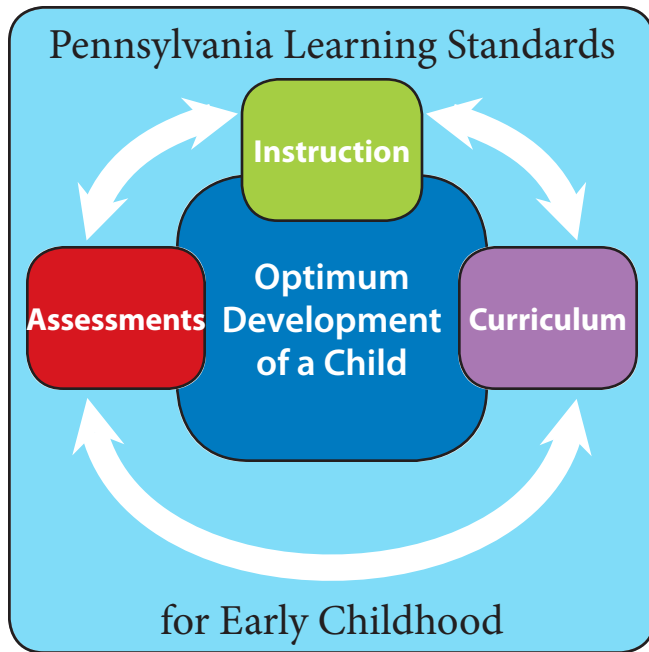 Pennsylvania Learning Standards
Instruction
Assessments
Optimum
Development
of a Child
Curriculum
for Early Childhood